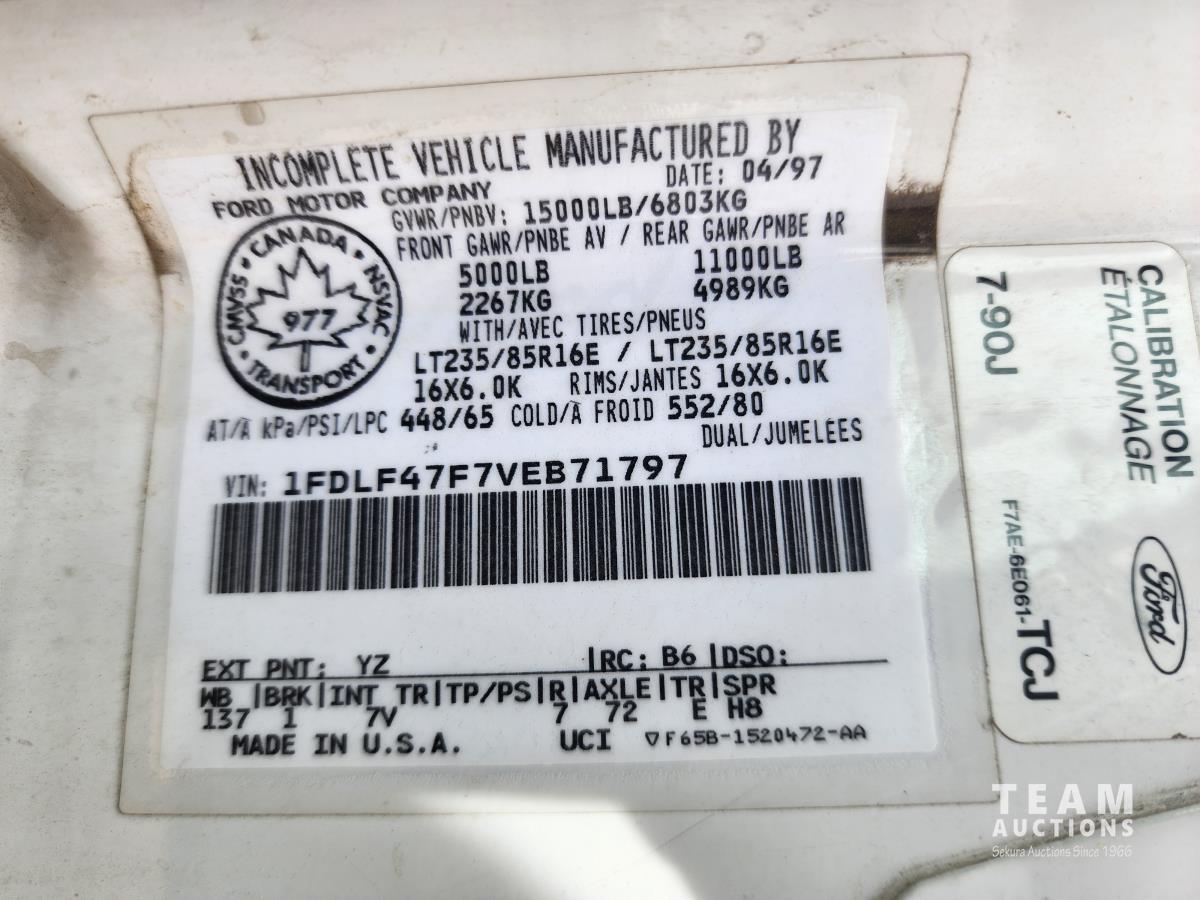 INCOMPLETE VEHICLE MANUFACTURED BY
FORD MOTOR COMPANY
DATE: 04/97
GVWR/PNBV: 15000LB/6803KG
FRONT GAWR/PNBE AV / REAR GAWR/PNBE AR
5000LB 11000LB
2267KG 4989KG
WITH/AVEC TIRES/PNEUS
LT235/85R16E / LT235/85R16E
16X6.0K RIMS/JANTES 16X6.0K
AT/À kPa/PSI/LPC 448/65 COLD/À FROID 552/80
DUAL/JUMELÉES
CANADA
CMVSS • NSVAC
977
TRANSPORT
VIN: 1FDLF47F7VEB71797
EXT PNT: YZ |RC: B6 |DSO:
WB |BRK|INT TR|TP/PS|R|AXLE|TR|SPR
137 1 7V 7 72 E H8
MADE IN U.S.A. UCI ▽F65B-1520472-AA
CALIBRATION
ÉTALONNAGE
7-90J
F7AE-6E061-TCJ
Ford
TEAM
AUCTIONS
Sekura Auctions Since 1966